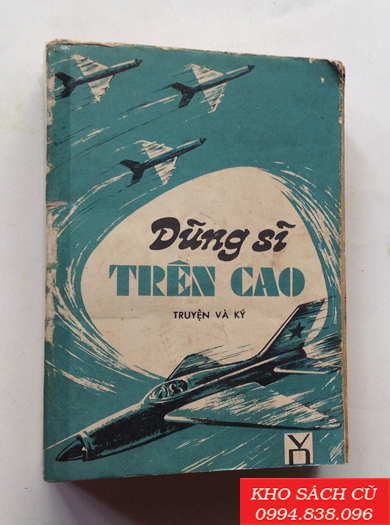 Dũng sĩ
TRÊN CAO
TRUYỆN VÀ KÝ
KHO SÁCH CŨ
0994.838.096